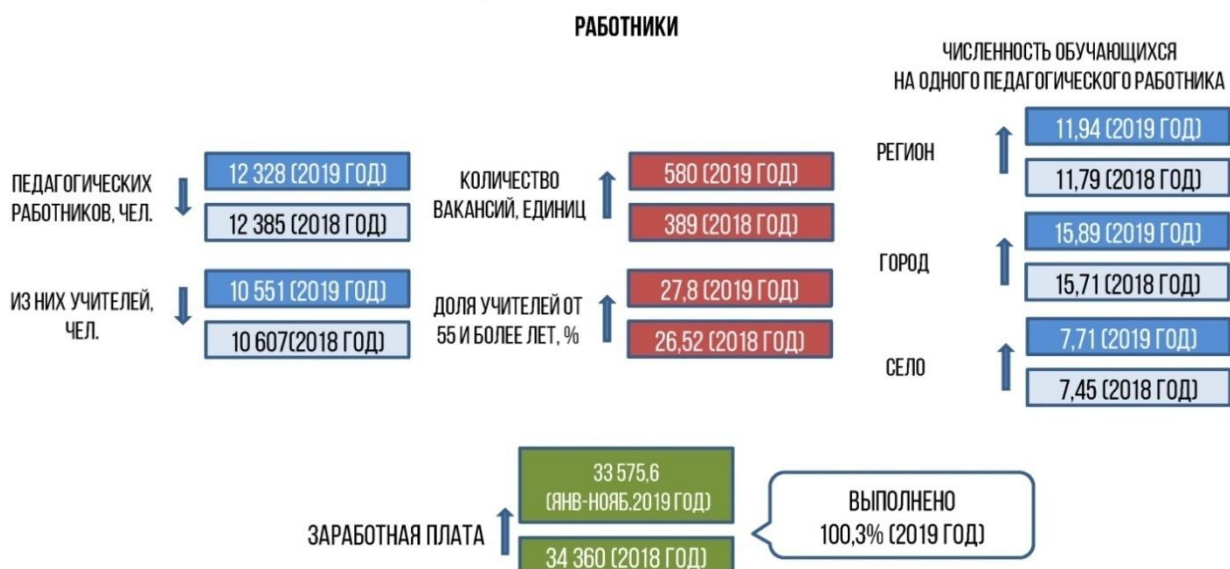 РАБОТНИКИ
ЧИСЛЕННОСТЬ ОБУЧАЮЩИХСЯ
НА ОДНОГО ПЕДАГОГИЧЕСКОГО РАБОТНИКА
ПЕДАГОГИЧЕСКИХ
РАБОТНИКОВ, ЧЕЛ.
12 328 (2019 ГОД)
12 385 (2018 ГОД)
ИЗ НИХ УЧИТЕЛЕЙ,
ЧЕЛ.
10 551 (2019 ГОД)
10 607(2018 ГОД)
КОЛИЧЕСТВО
ВАКАНСИЙ, ЕДИНИЦ
580 (2019 ГОД)
389 (2018 ГОД)
ДОЛЯ УЧИТЕЛЕЙ ОТ
55 И БОЛЕЕ ЛЕТ, %
27,8 (2019 ГОД)
26,52 (2018 ГОД)
РЕГИОН
11,94 (2019 ГОД)
11,79 (2018 ГОД)
ГОРОД
15,89 (2019 ГОД)
15,71 (2018 ГОД)
СЕЛО
7,71 (2019 ГОД)
7,45 (2018 ГОД)
ЗАРАБОТНАЯ ПЛАТА
33 575,6
(ЯНВ-НОЯБ.2019 ГОД)
34 360 (2018 ГОД)
ВЫПОЛНЕНО
100,3% (2019 ГОД)